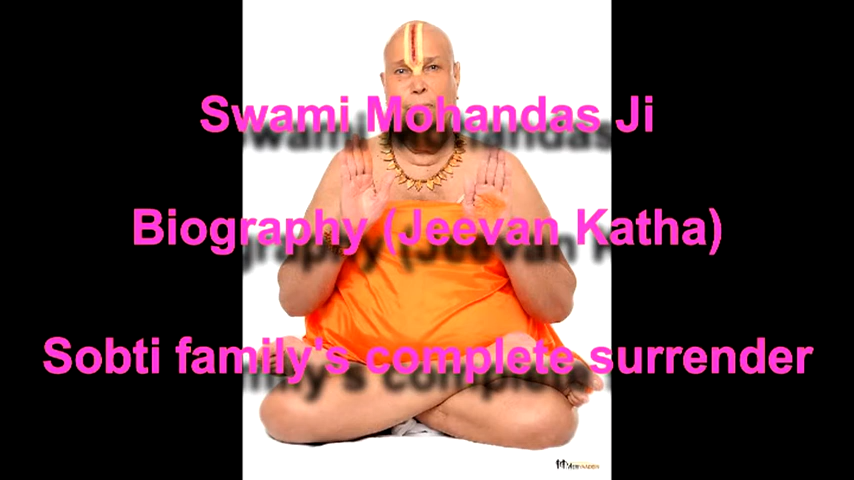 Swami Mohandas Ji
Biography (Jeevan Katha)
Sobti family's complete surrender